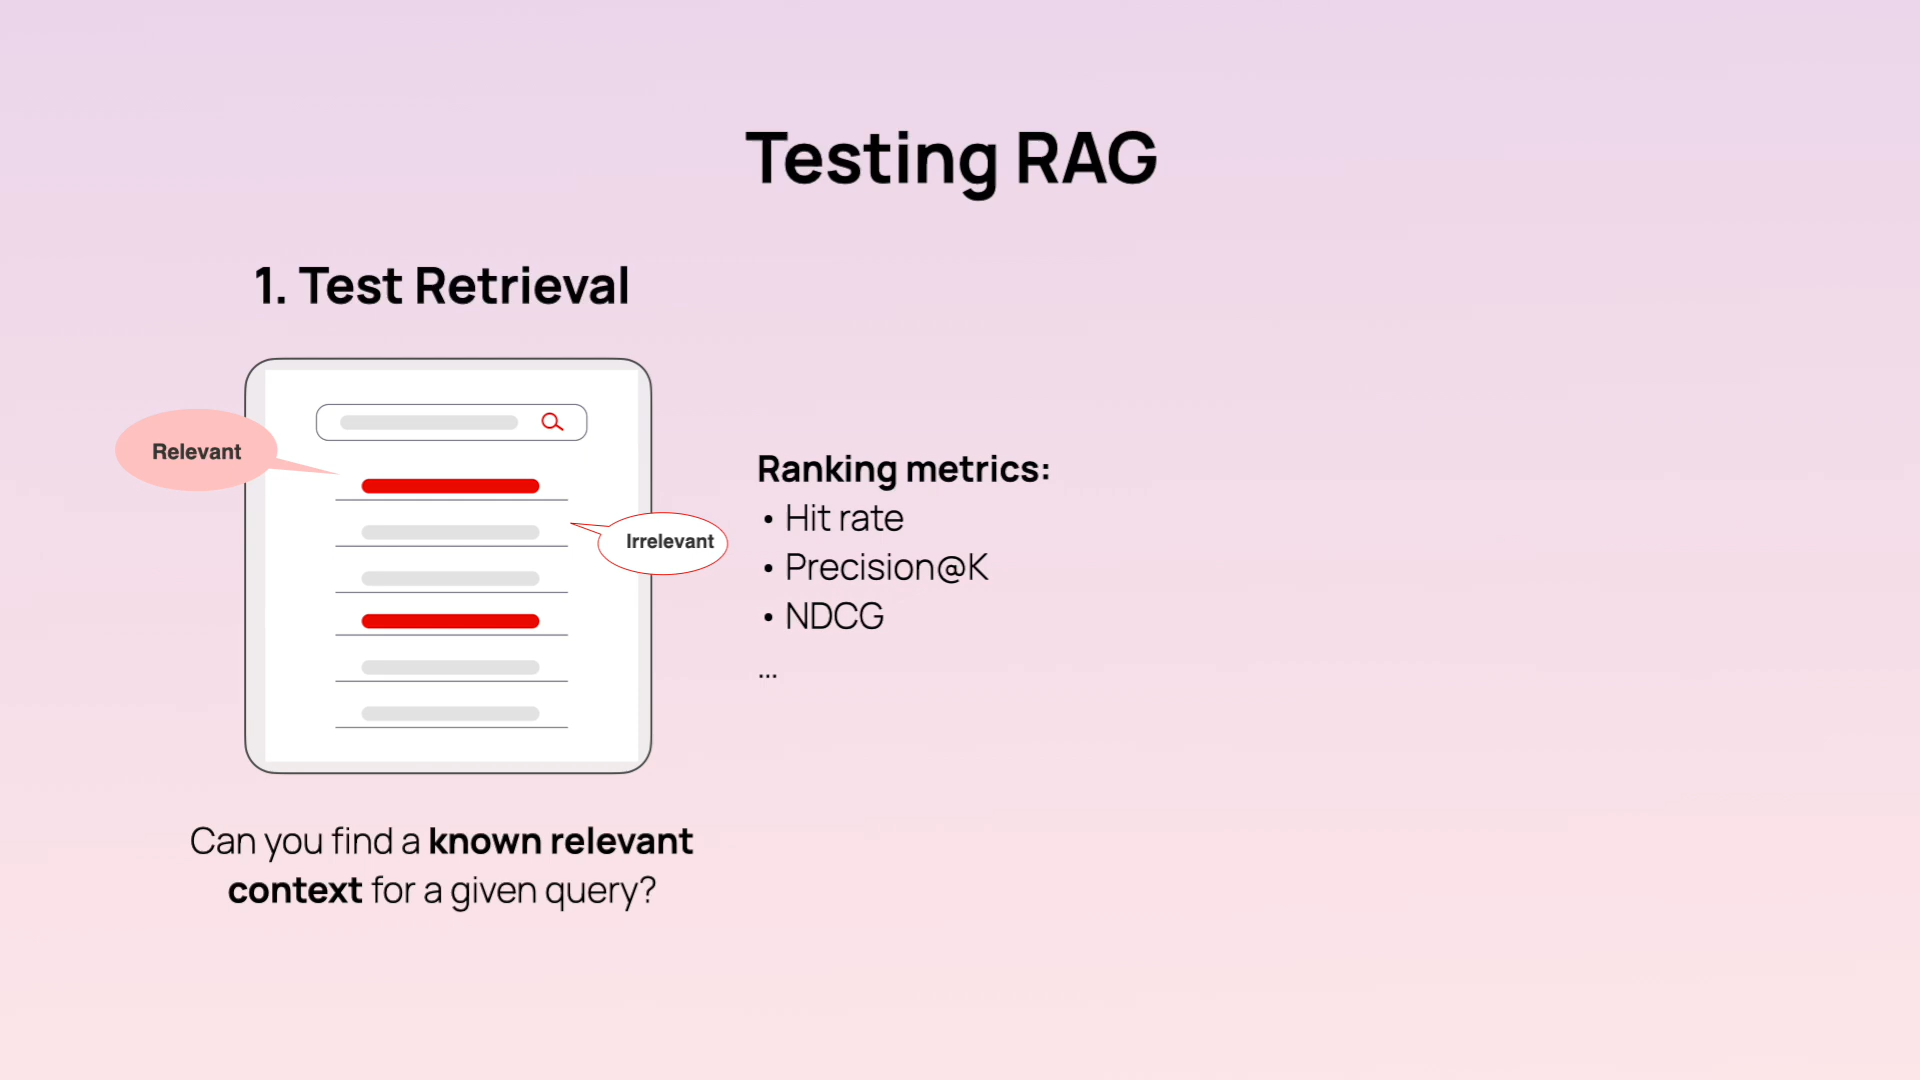 Testing RAG
1. Test Retrieval
Relevant
Irrelevant
Can you find a known relevant
context for a given query?
Ranking metrics:
• Hit rate
• Precision@K
• NDCG
...